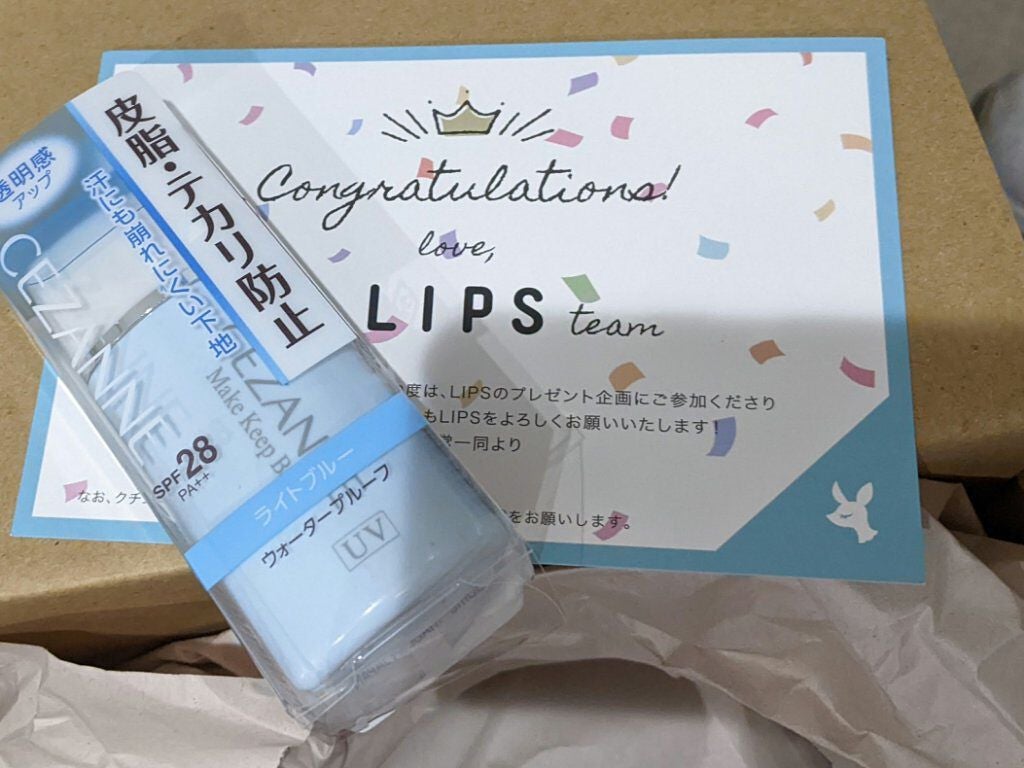 Congratulations!
love,
LIPS team
度は、LIPSのプレゼント企画にご参加くださり
もLIPSをよろしくお願いいたします!
一同より
なお、クチ
をお願いします。
皮脂・テカリ防止
汗にも崩れにくい下地
透明感
アップ
CEZANNE
EZAN
Make Keep B
SPF28
PA++
ライトブルー
ウォータープルーフ
UV